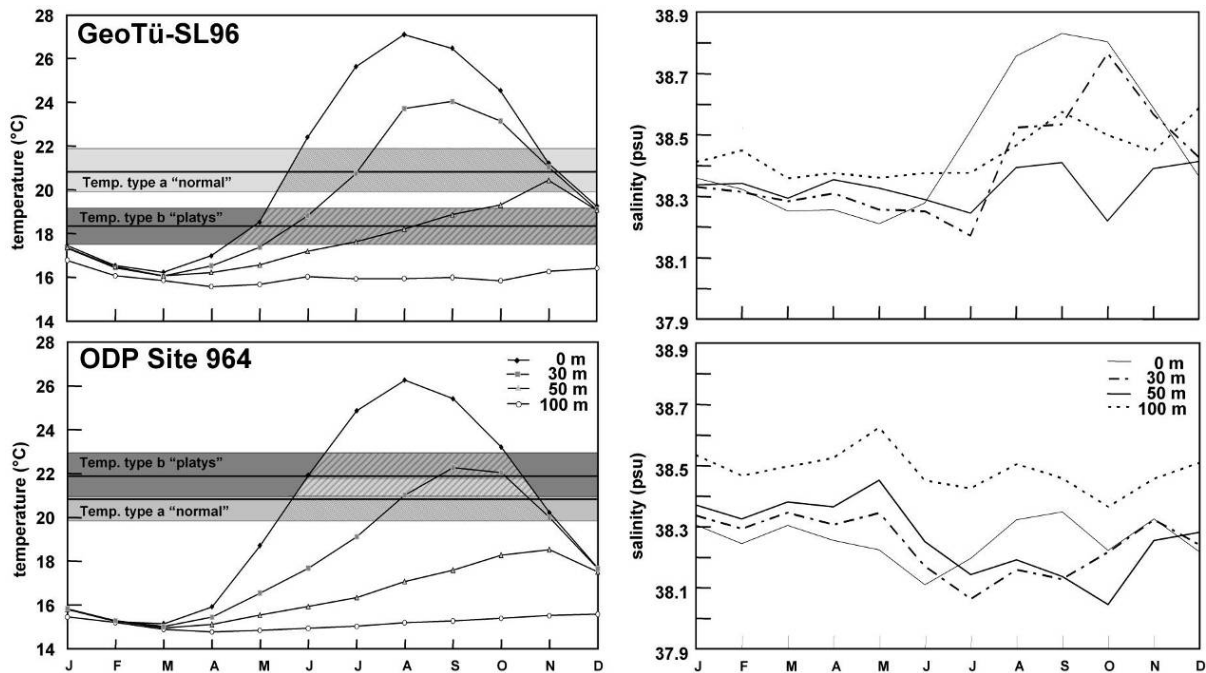 GeoTü-SL96
temperature (°C)
28
26
24
22
20
18
16
14
Temp. type a “normal”
Temp. type b “platys”
salinity (psu)
38.9
38.7
38.5
38.3
38.1
37.9
ODP Site 964
temperature (°C)
28
26
24
22
20
18
16
14
0 m
30 m
50 m
100 m
Temp. type b “platys”
Temp. type a “normal”
J F M A M J J A S O N D
salinity (psu)
38.9
38.7
38.5
38.3
38.1
37.9
0 m
30 m
50 m
100 m
J F M A M J J A S O N D